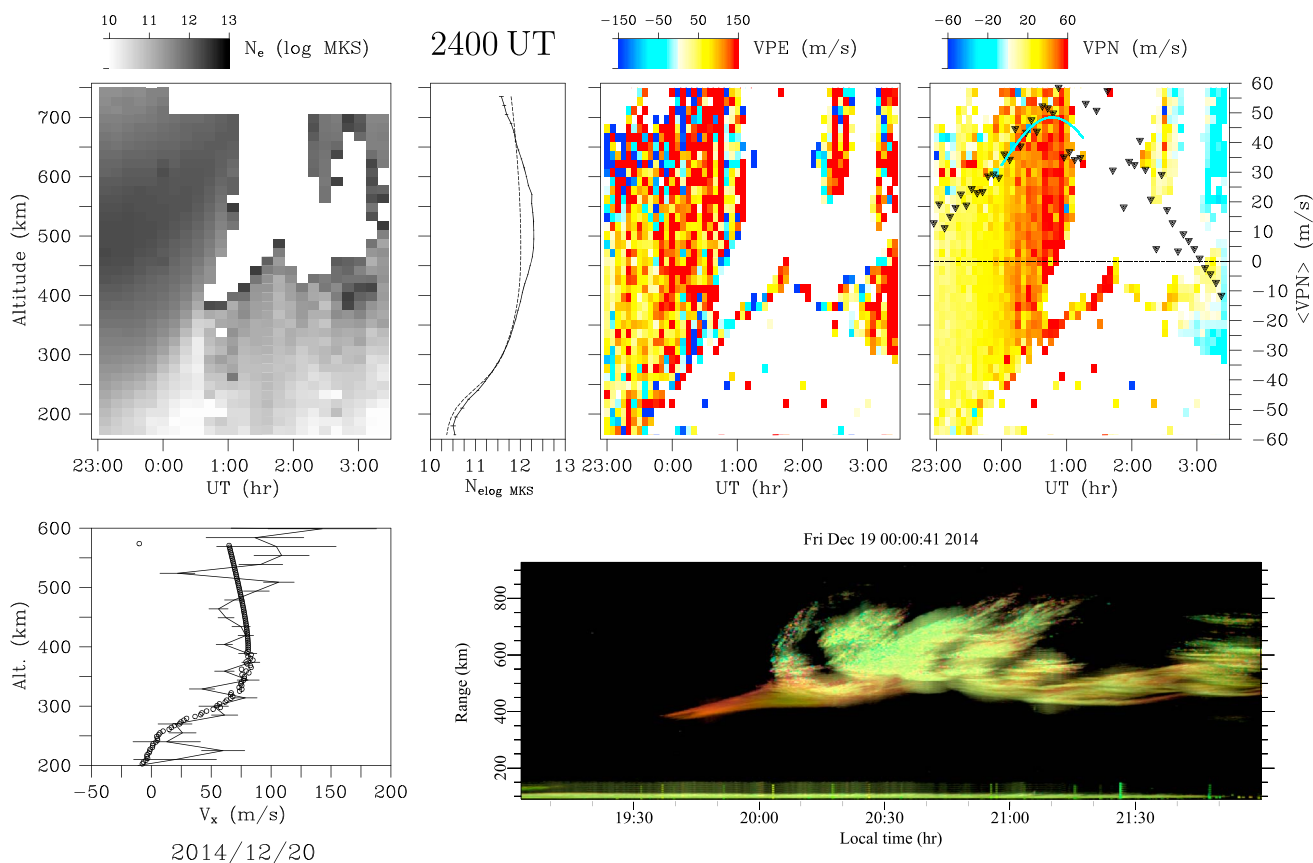 10 11 12 13
N_e (log MKS)
2400 UT
-150 -50 50 150
VPE (m/s)
-60 -20 20 60
VPN (m/s)
Altitude (km)
700
600
500
400
300
200
23:00 0:00 1:00 2:00 3:00
UT (hr)
10 11 12 13
N_elog MKS
23:00 0:00 1:00 2:00 3:00
UT (hr)
23:00 0:00 1:00 2:00 3:00
UT (hr)
60
50
40
30
20
10
0
-10
-20
-30
-40
-50
-60
<VPN> (m/s)
Alt. (km)
600
500
400
300
200
-50 0 50 100 150 200
V_x (m/s)
2014/12/20
Fri Dec 19 00:00:41 2014
Range (km)
800
600
400
200
19:30 20:00 20:30 21:00 21:30
Local time (hr)